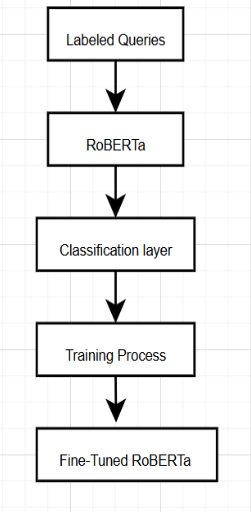 Labeled Queries
RoBERTa
Classification layer
Training Process
Fine-Tuned RoBERTa